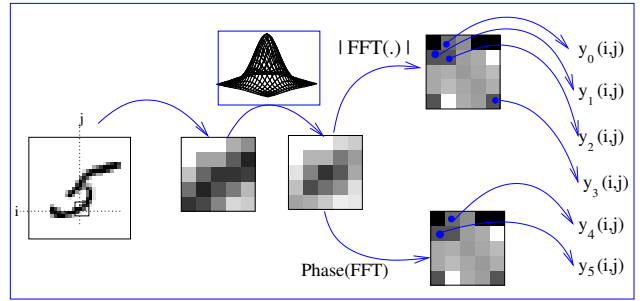 | FFT(.) |
j
i
Phase(FFT)
y0(i,j)
y1(i,j)
y2(i,j)
y3(i,j)
y4(i,j)
y5(i,j)